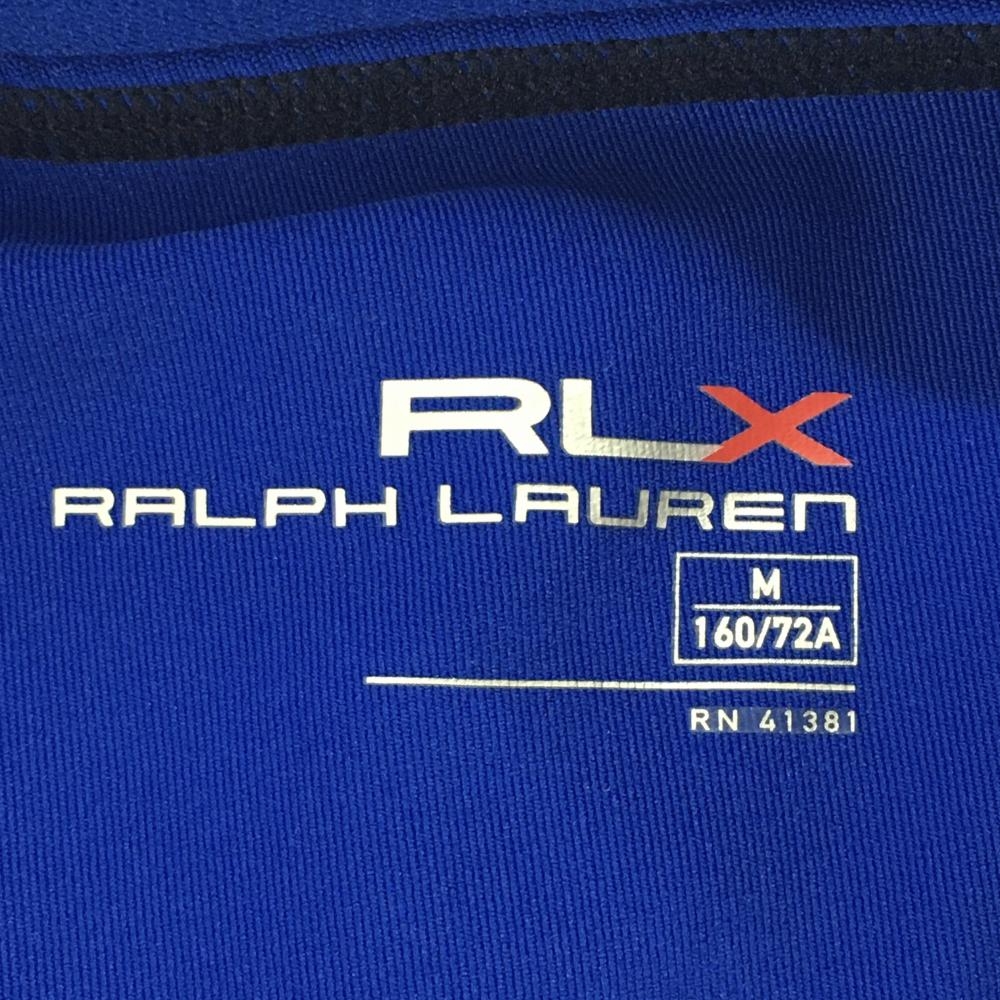 RLX
RALPH LAUREN
M
160/72A
RN 41381